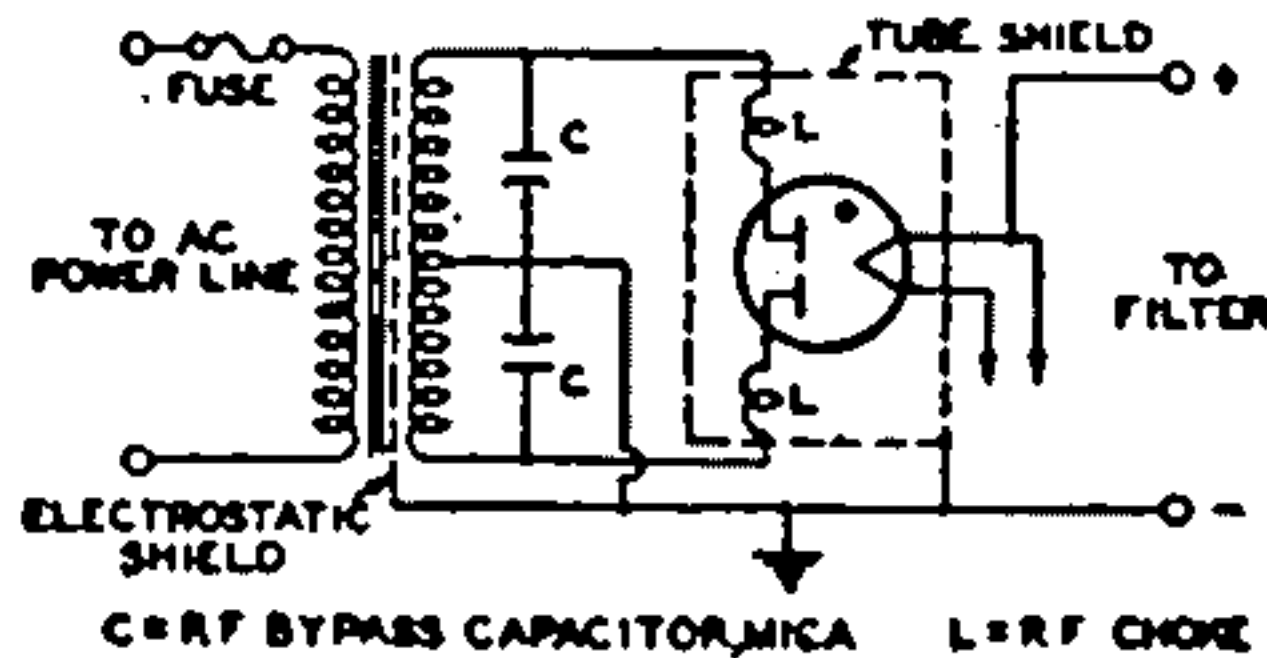 TUBE SHIELD
FUSE
C
L
+
TO AC
POWER LINE
TO
FILTER
C
L
ELECTROSTATIC
SHIELD
-
C = RF BYPASS CAPACITOR, MICA L = RF CHOKE